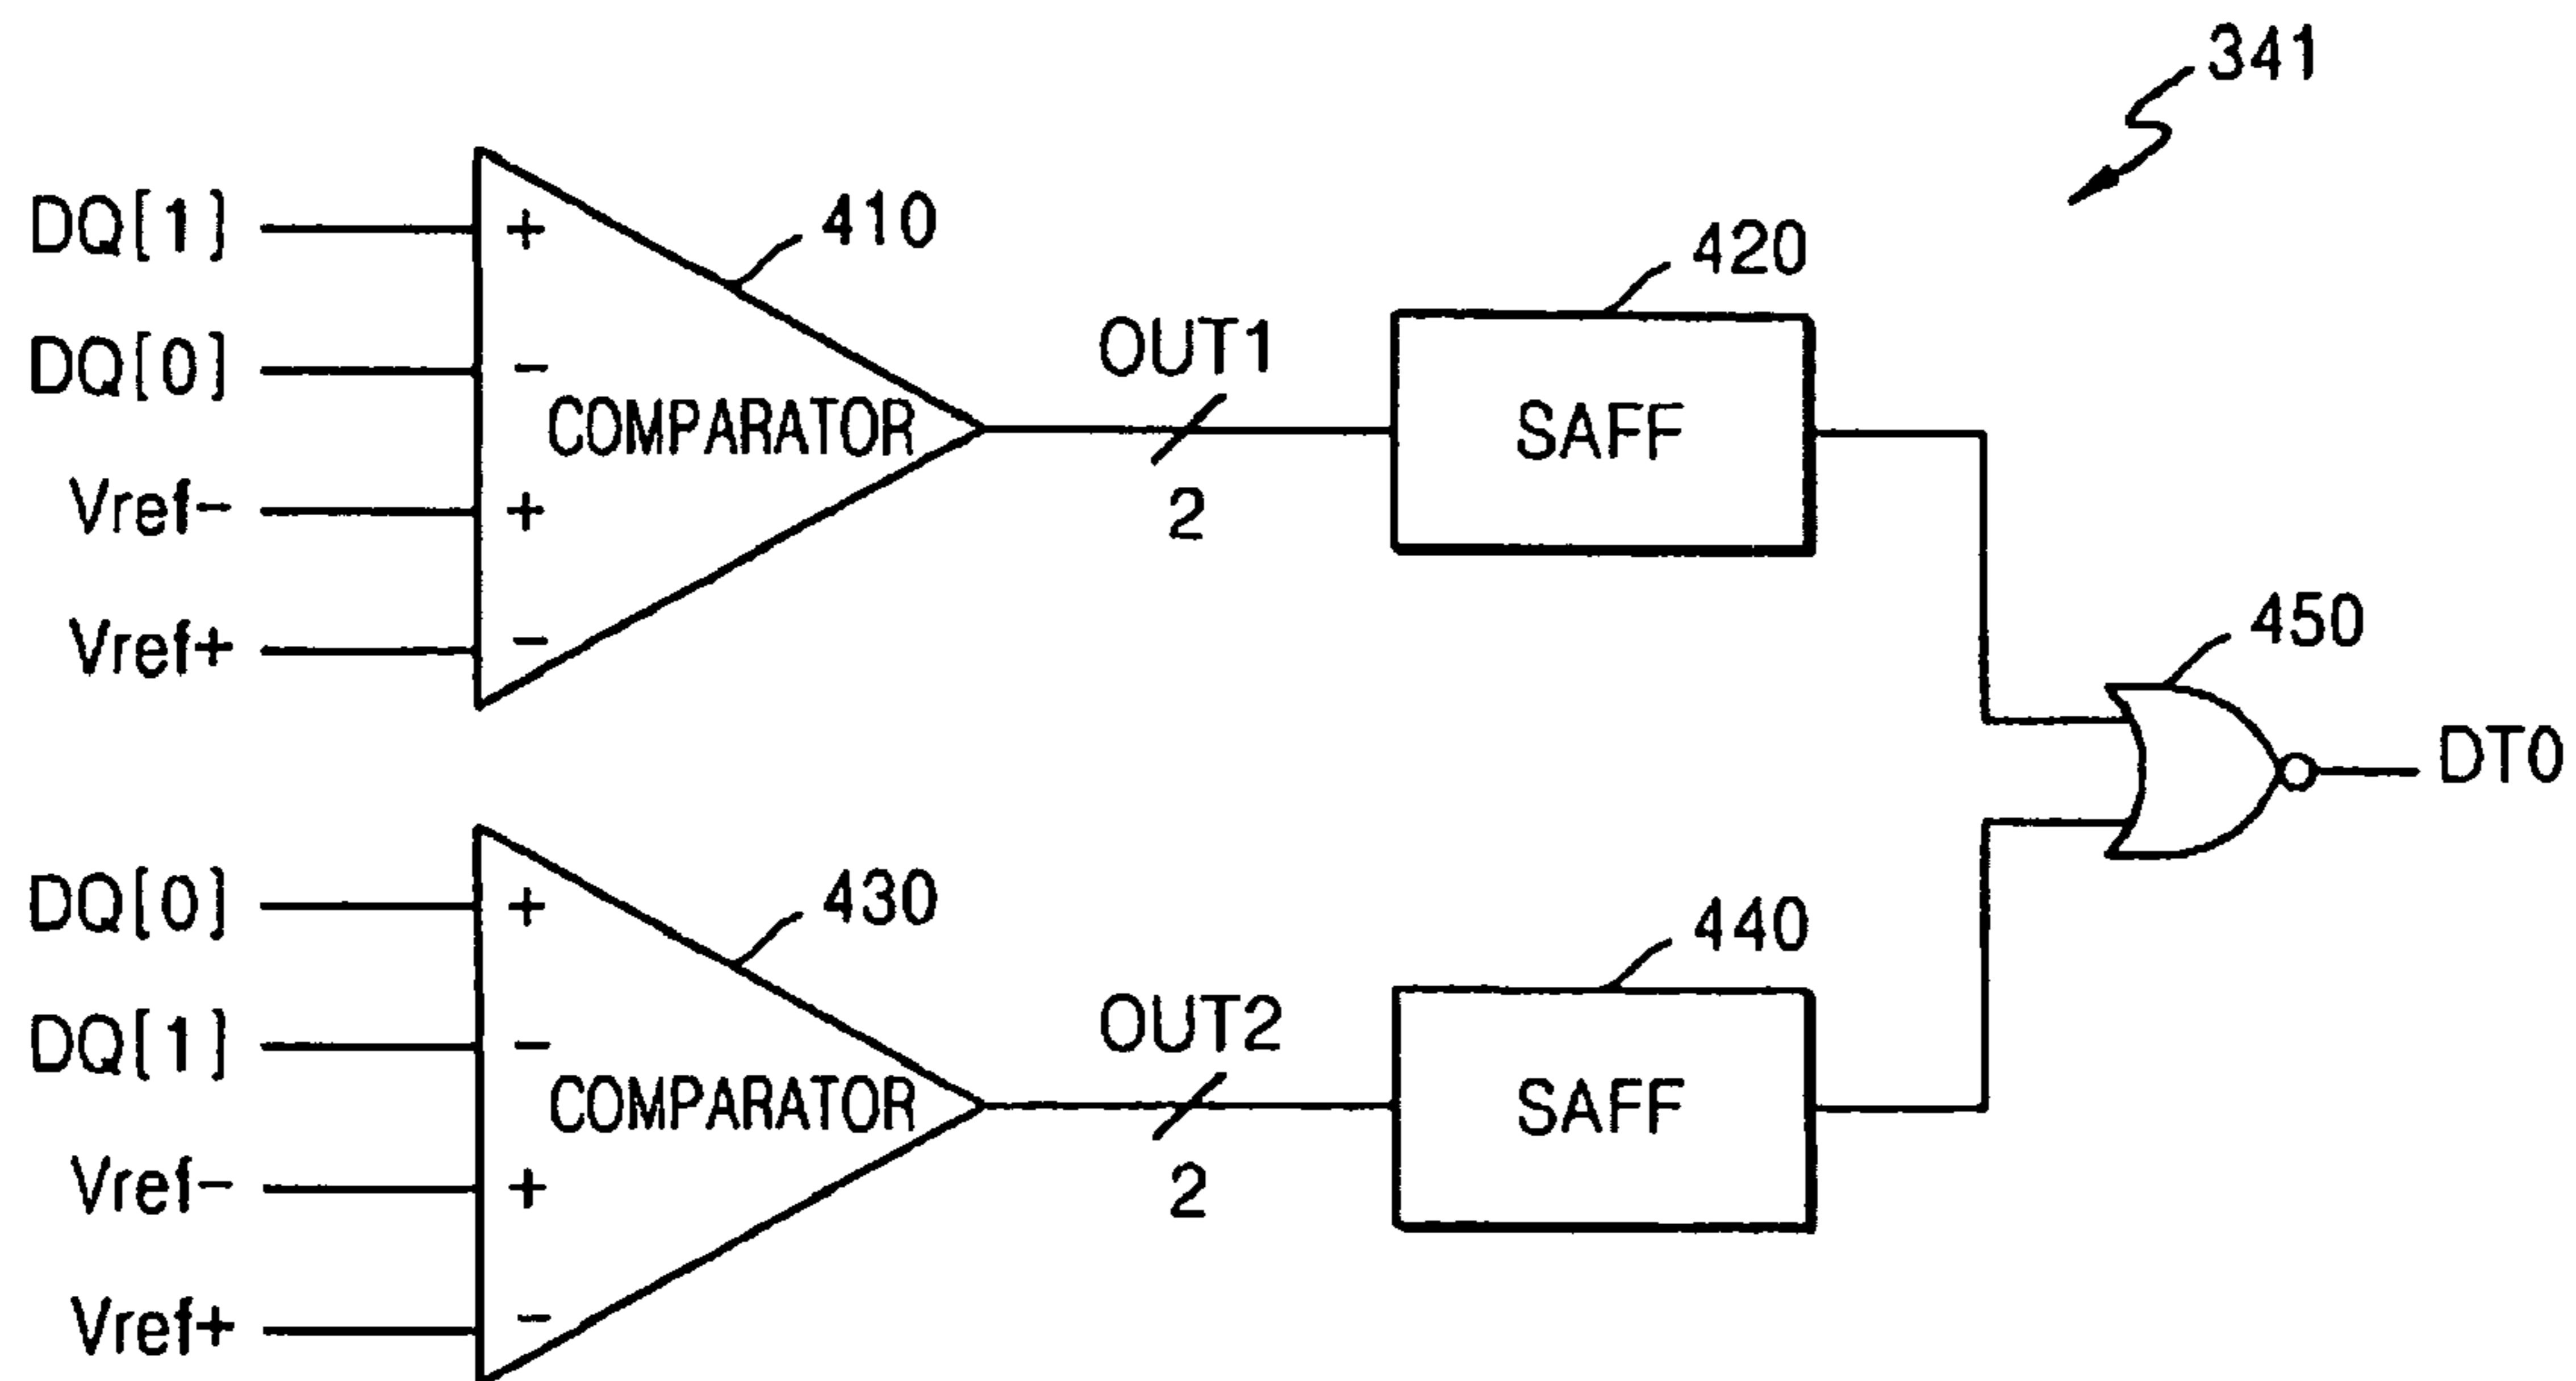 341
DQ[1]
+
410
DQ[0]
-
COMPARATOR
Vref-
+
Vref+
-
OUT1
2
420
SAFF
450
DT0
DQ[0]
+
430
DQ[1]
-
COMPARATOR
Vref-
+
Vref+
-
OUT2
2
440
SAFF